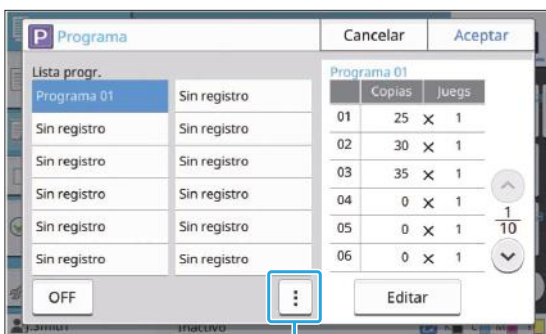 P Programa Cancelar Aceptar
Lista progr.
Programa 01 Sin registro
Sin registro Sin registro
Sin registro Sin registro
Sin registro Sin registro
Sin registro Sin registro
Sin registro Sin registro
OFF
Programa 01
Copias Juegs
01 25 × 1
02 30 × 1
03 35 × 1
04 0 × 1
05 0 × 1
06 0 × 1
1
10
Editar
J.Smith Inactivo K C M Y